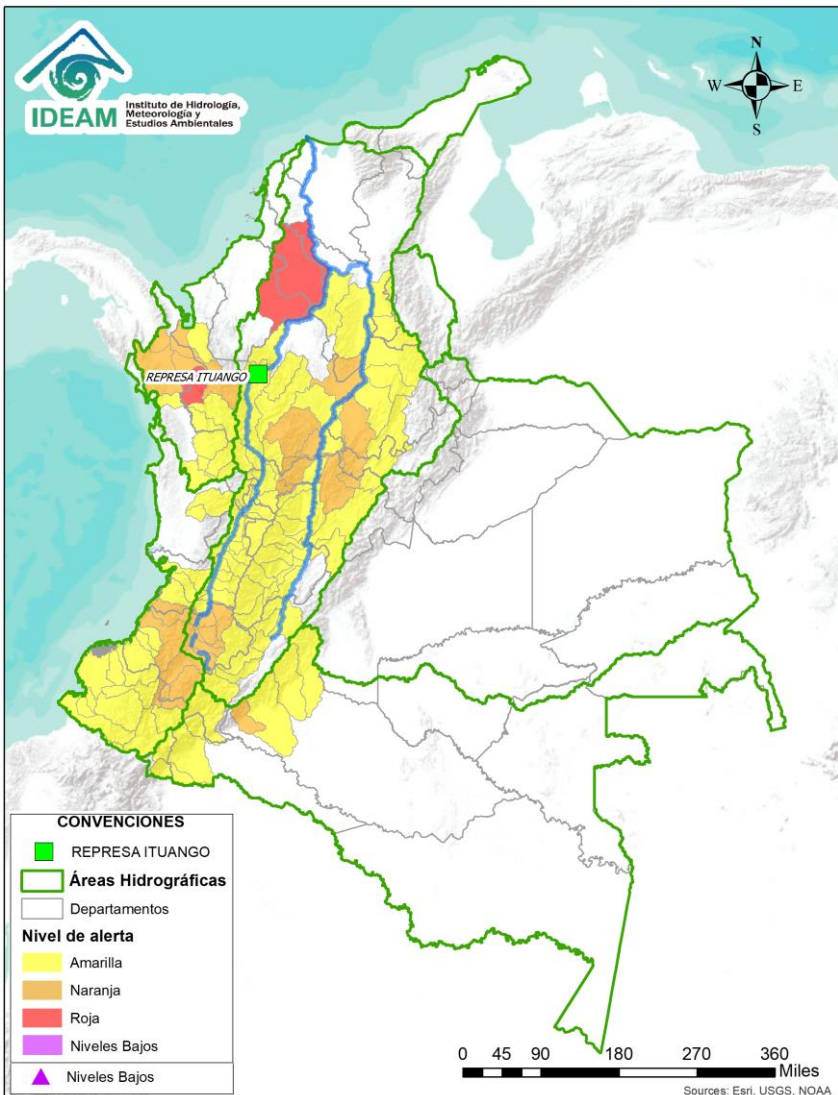 IDEAM
Instituto de Hidrología,
Meteorología y
Estudios Ambientales
N
W
E
S
REPRESA ITUANGO
CONVENCIONES
REPRESA ITUANGO
Áreas Hidrográficas
Departamentos
Nivel de alerta
Amarilla
Naranja
Roja
Niveles Bajos
Niveles Bajos
0 45 90 180 270 360
Miles
Sources: Esri, USGS, NOAA